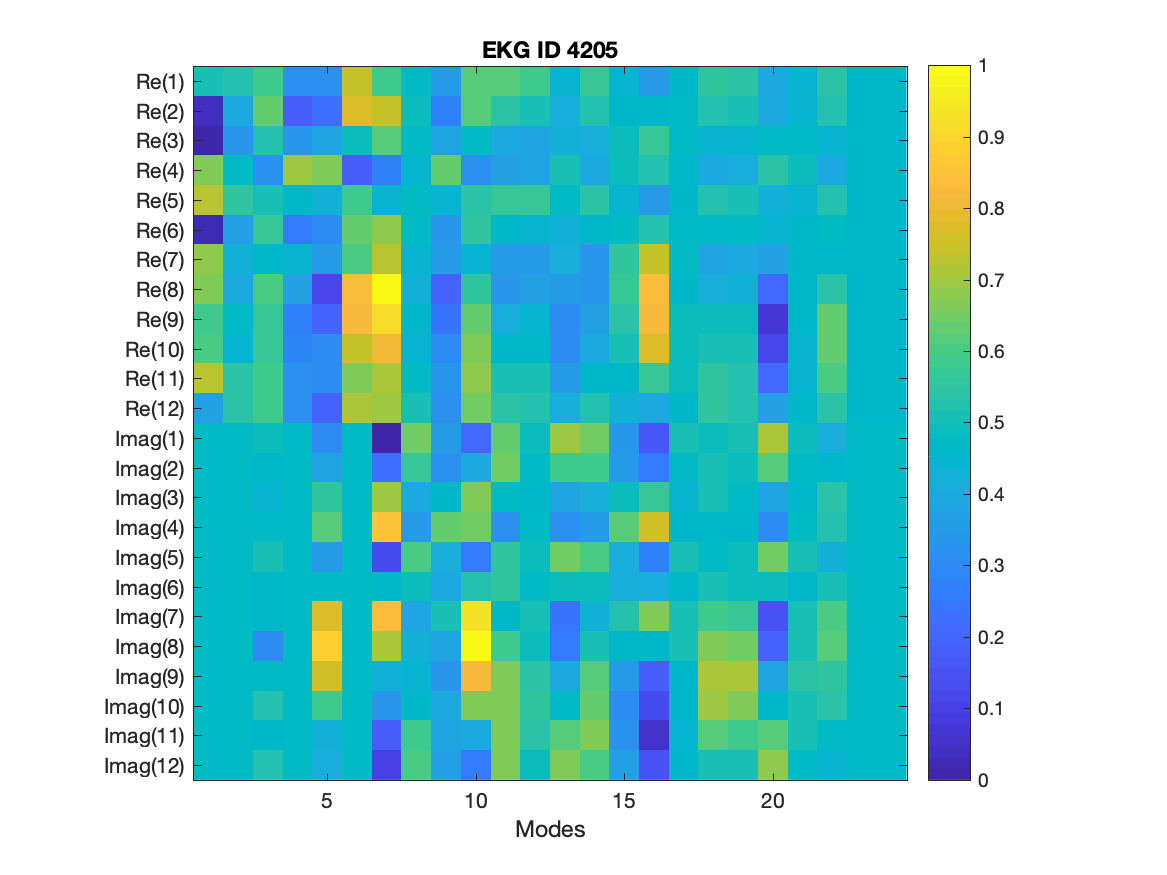 EKG ID 4205
Re(1)
Re(2)
Re(3)
Re(4)
Re(5)
Re(6)
Re(7)
Re(8)
Re(9)
Re(10)
Re(11)
Re(12)
Imag(1)
Imag(2)
Imag(3)
Imag(4)
Imag(5)
Imag(6)
Imag(7)
Imag(8)
Imag(9)
Imag(10)
Imag(11)
Imag(12)
5 10 15 20
Modes
1
0.9
0.8
0.7
0.6
0.5
0.4
0.3
0.2
0.1
0